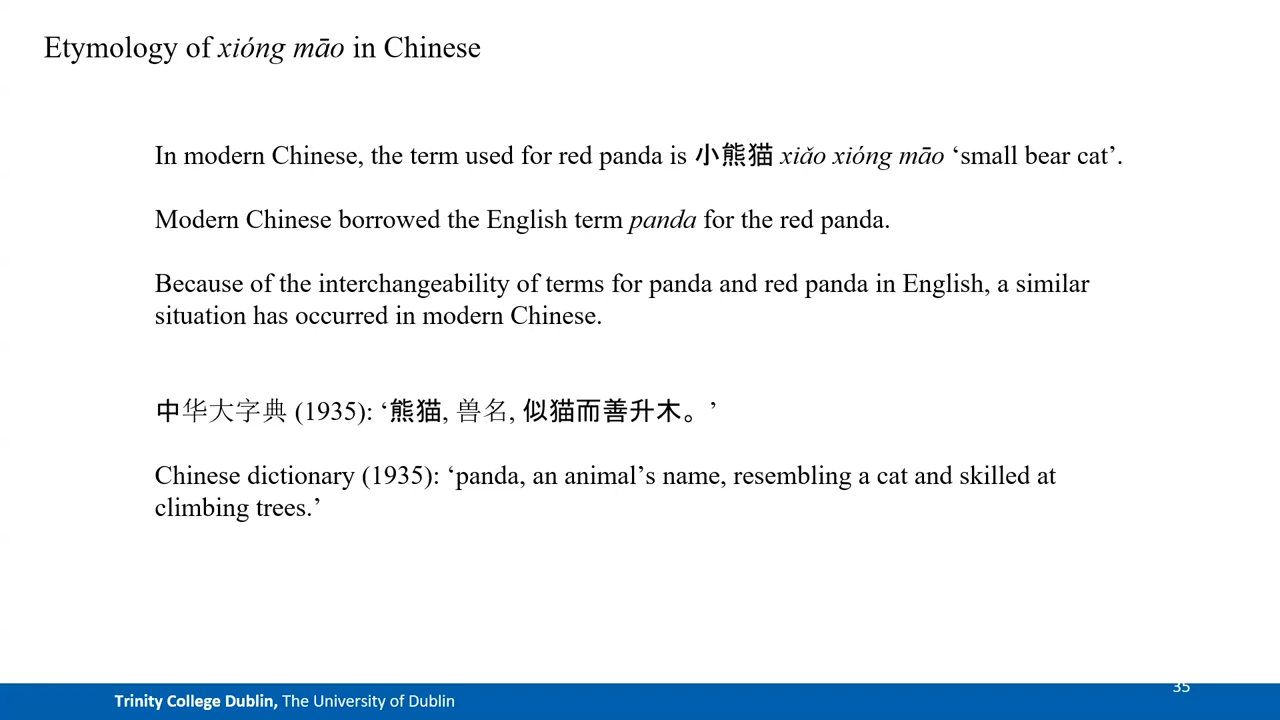 Etymology of xióng māo in Chinese
In modern Chinese, the term used for red panda is 小熊猫 xiǎo xióng māo ‘small bear cat’.
Modern Chinese borrowed the English term panda for the red panda.
Because of the interchangeability of terms for panda and red panda in English, a similar
situation has occurred in modern Chinese.
中华大字典 (1935): ‘熊猫, 兽名, 似猫而善升木。’
Chinese dictionary (1935): ‘panda, an animal’s name, resembling a cat and skilled at
climbing trees.’
35
Trinity College Dublin, The University of Dublin